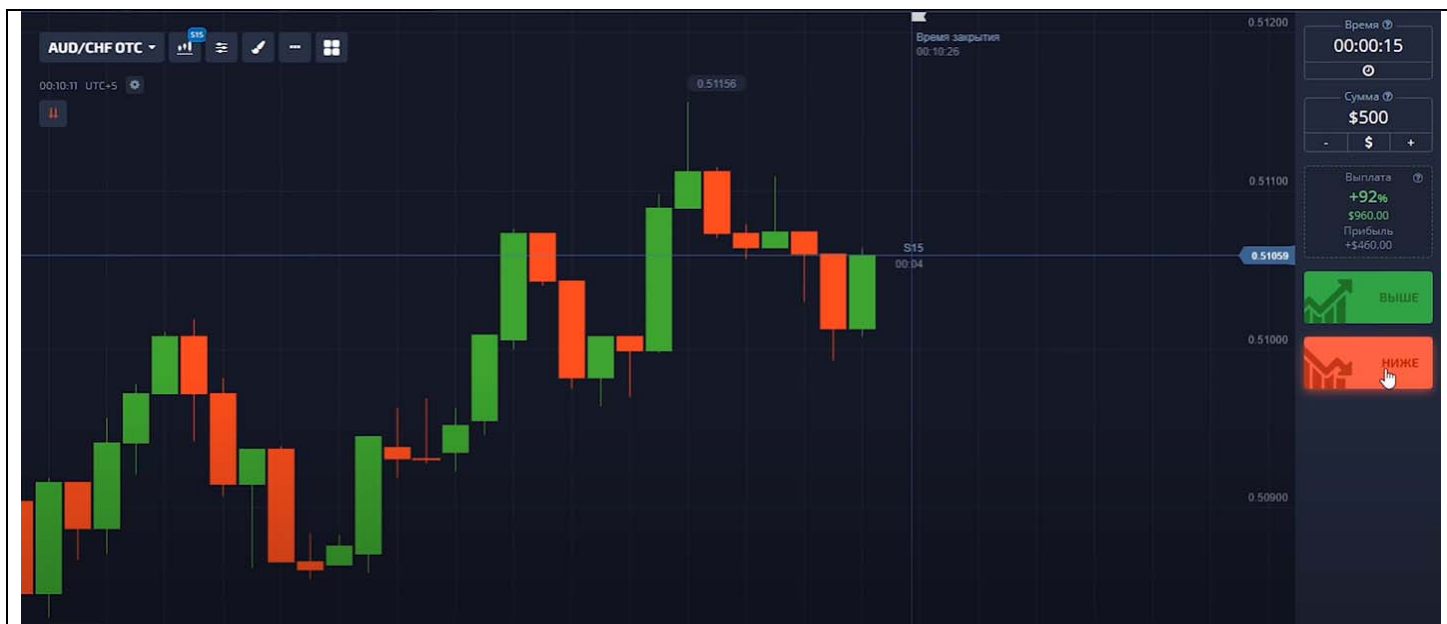 AUD/CHF OTC
S15
00:10:11 UTC+5
0.51156
Время закрытия
00:10:26
S15
00:04
0.51200
0.51100
0.51059
0.51000
0.50900
Время
00:00:15
Сумма
$500
- $ +
Выплата
+92%
$960.00
Прибыль
+$460.00
ВЫШЕ
НИЖЕ